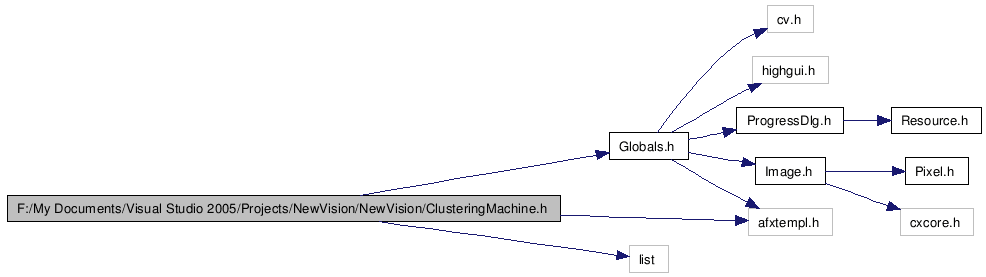 cv.h
highgui.h
ProgressDlg.h
Resource.h
Globals.h
Image.h
Pixel.h
F:/My Documents/Visual Studio 2005/Projects/NewVision/NewVision/ClusteringMachine.h
afxtempl.h
cxcore.h
list